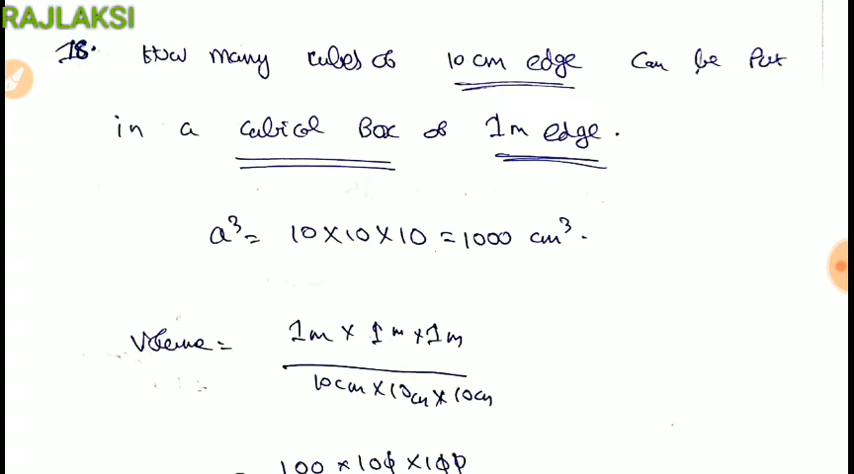 RAJLAKSI
18. How many cubes of 10 cm edge can be Put
in a cubical Box of 1m edge.
a³= 10×10×10 = 1000 cm³.
Volume = 1m × 1m × 1m
10cm × 10cm × 10cm
= 100 × 100 × 100